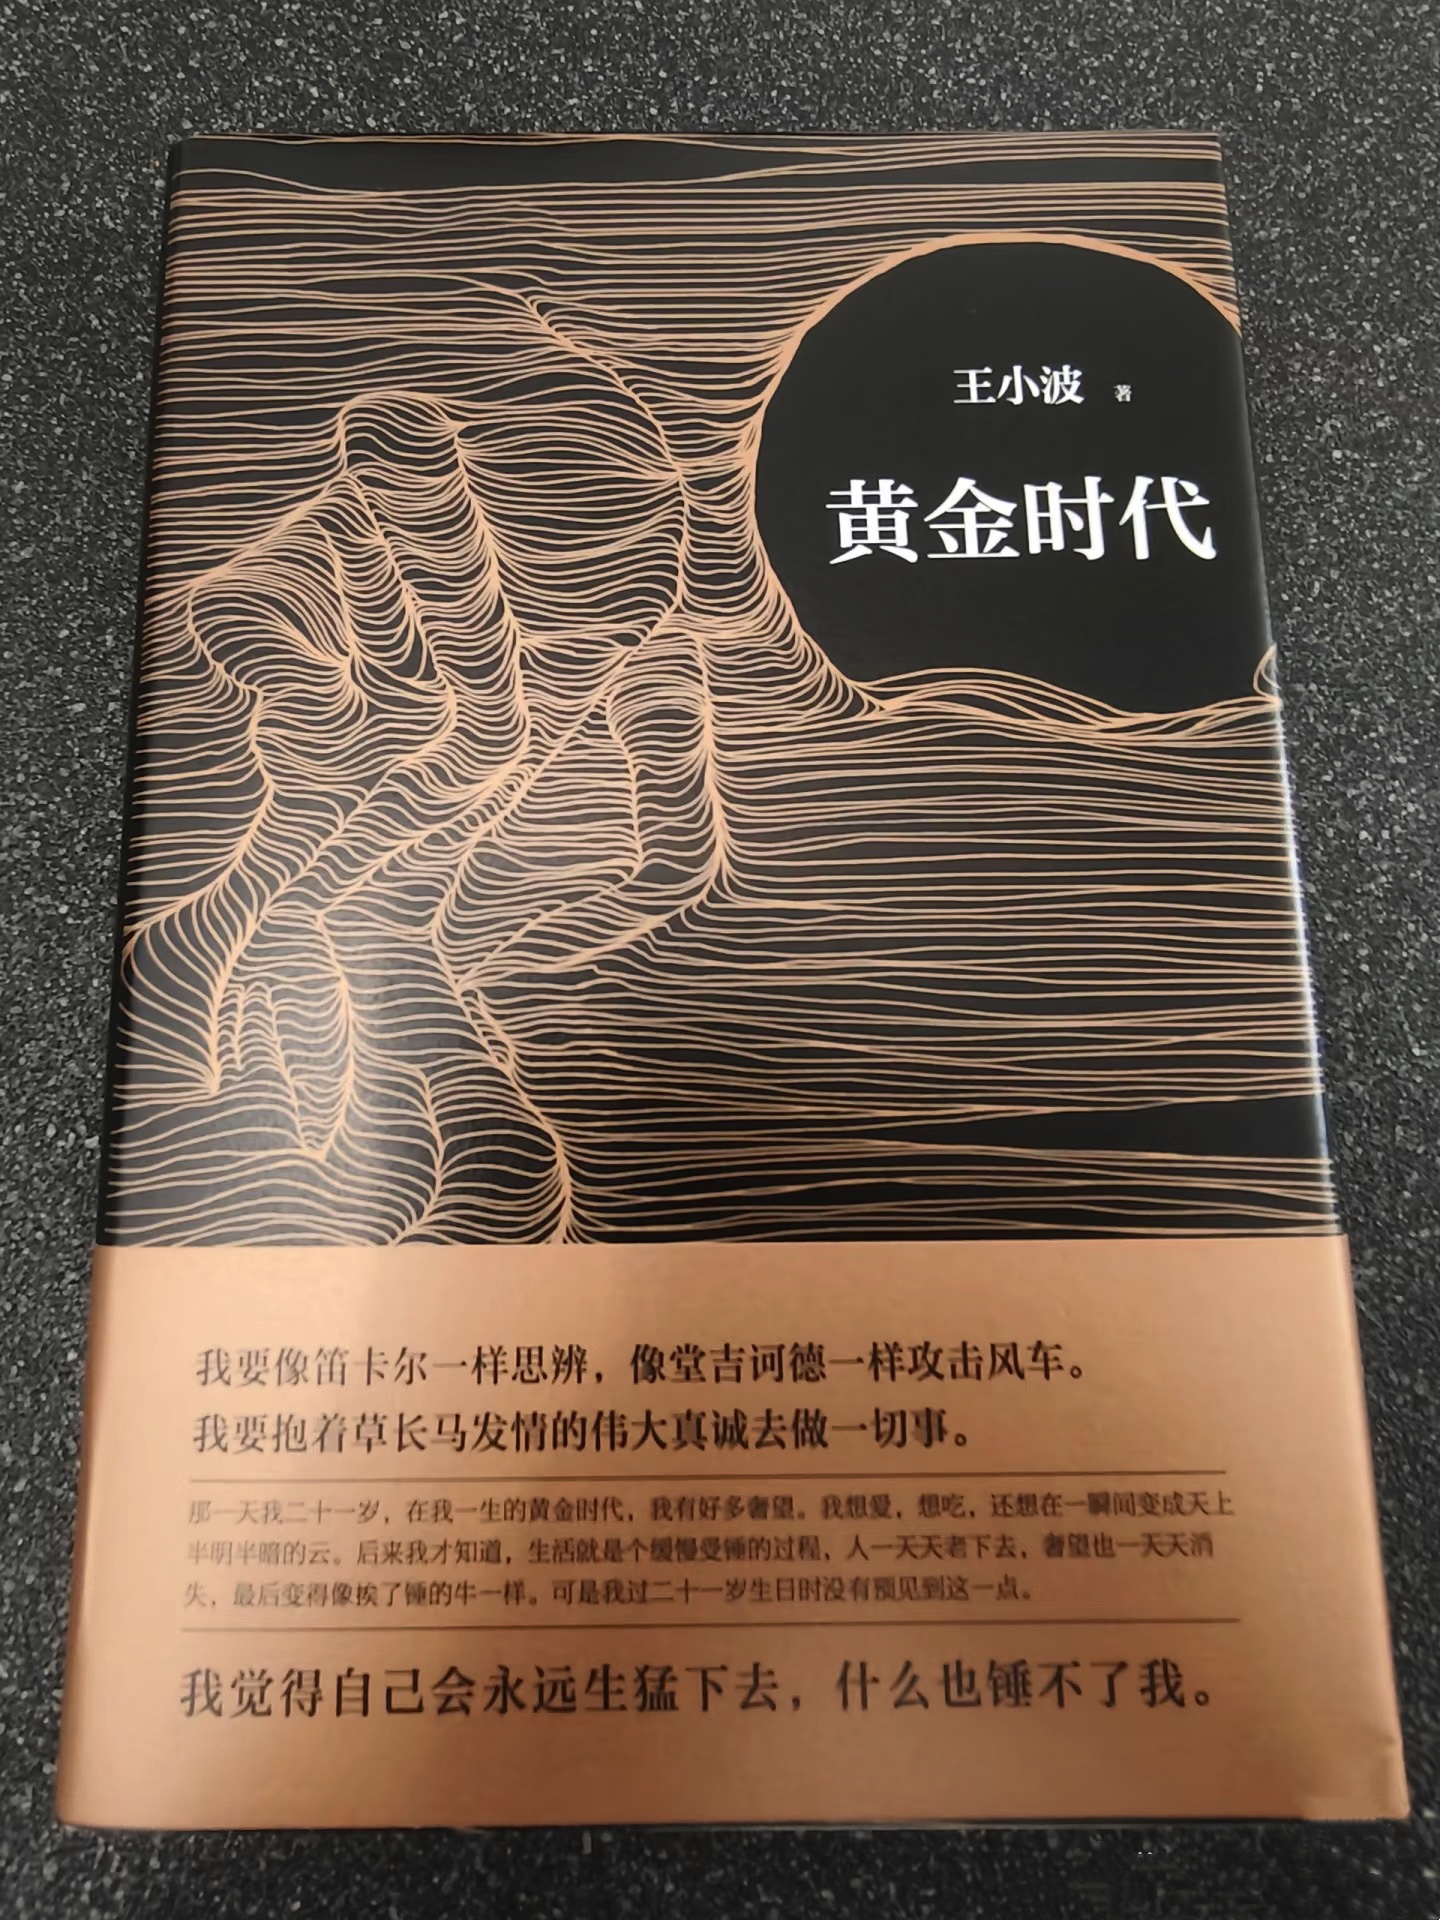 王小波 著
黄金时代
我要像笛卡尔一样思辨，像堂吉诃德一样攻击风车。
我要抱着草长马发情的伟大真诚去做一切事。
那一天我二十一岁，在我一生的黄金时代，我有好多奢望。我想爱，想吃，还想在一瞬间变成天上
半明半暗的云。后来我才知道，生活就是个缓慢受锤的过程，人一天天老下去，奢望也一天天消
失，最后变得像挨了锤的牛一样。可是我过二十一岁生日时没有预见到这一点。
我觉得自己会永远生猛下去，什么也锤不了我。